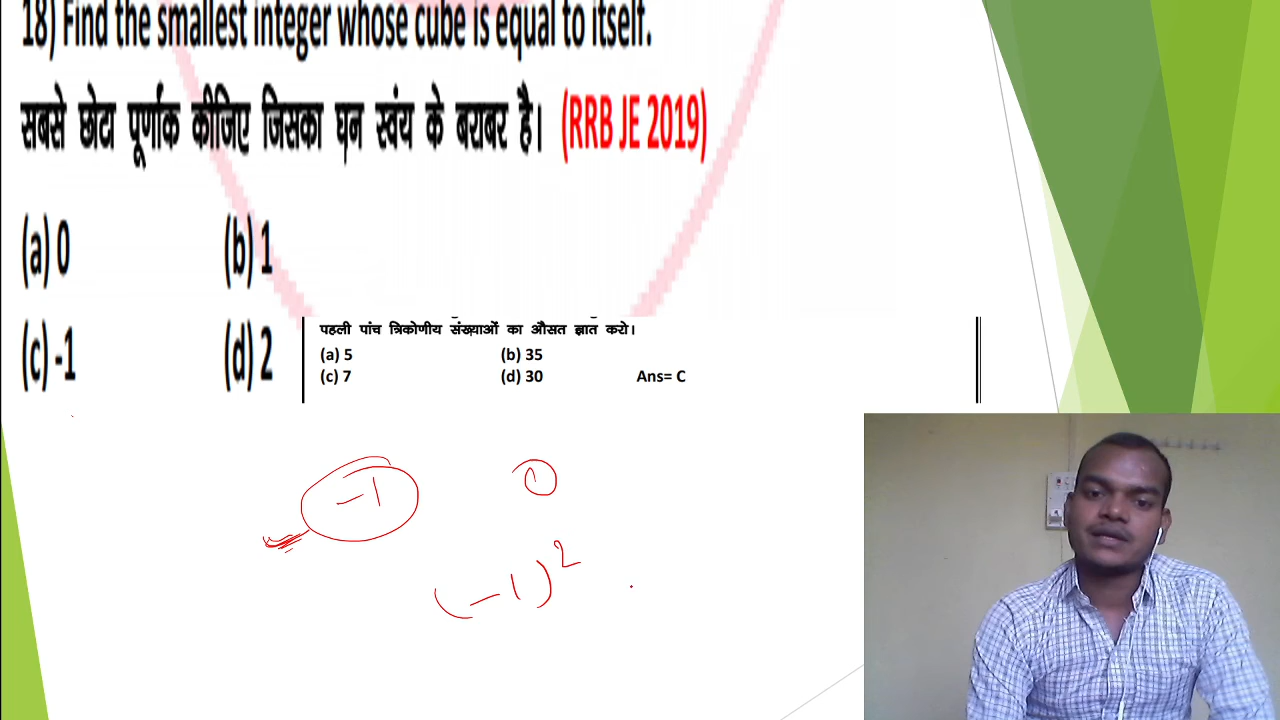 18) Find the smallest integer whose cube is equal to itself.
सबसे छोटा पूर्णांक कीजिए जिसका घन स्वंय के बराबर है। (RRB JE 2019)
(a) 0 (b) 1
(c) -1 (d) 2
पहली पांच त्रिकोणीय संख्याओं का औसत ज्ञात करो।
(a) 5 (b) 35
(c) 7 (d) 30 Ans= C
-1 1
(-1)²